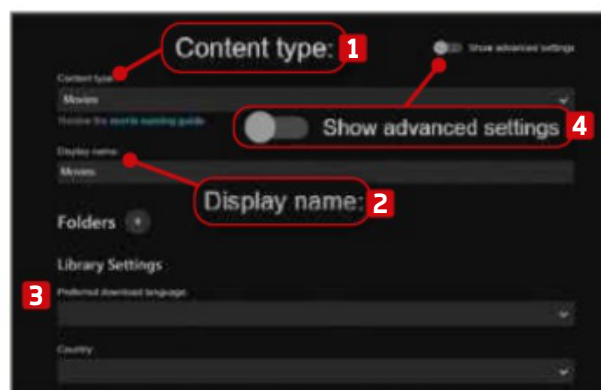 Content type: 1
Show advanced settings
Content type:
Movies
Review the movie naming guide.
Show advanced settings 4
Display name:
Movies
Display name: 2
Folders +
Library Settings
3 Preferred download language:
Country: